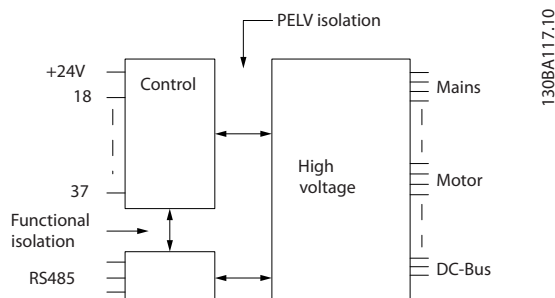 PELV isolation
+24V
18
37
Control
High
voltage
Mains
Motor
DC-Bus
Functional
isolation
RS485
130BA117.10